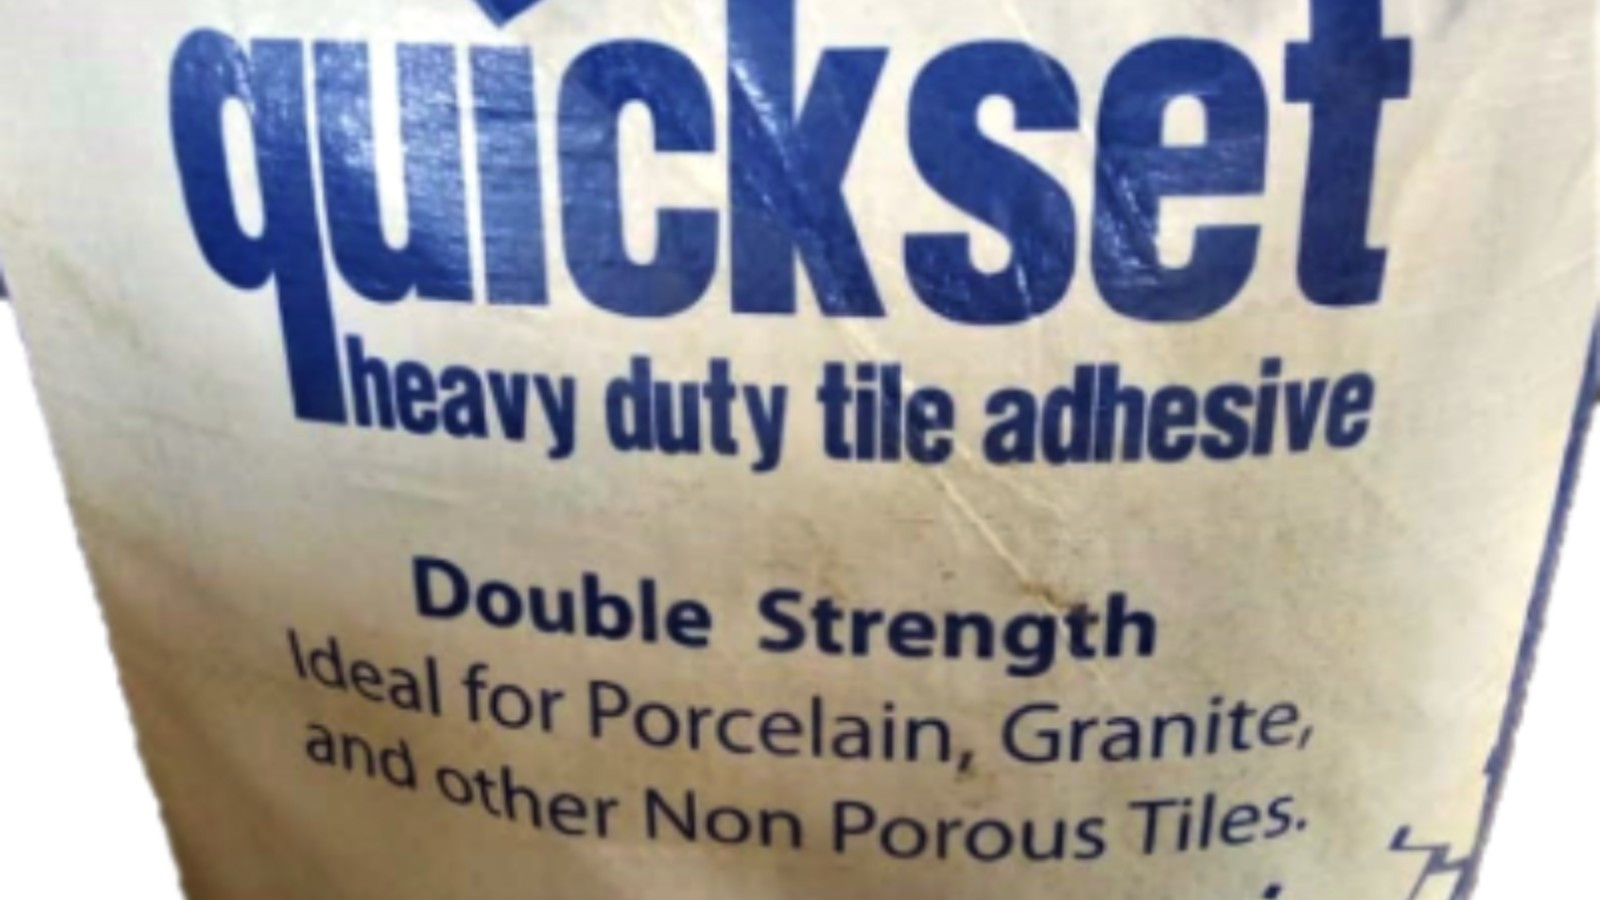 quickset
heavy duty tile adhesive
Double Strength
Ideal for Porcelain, Granite,
and other Non Porous Tiles.